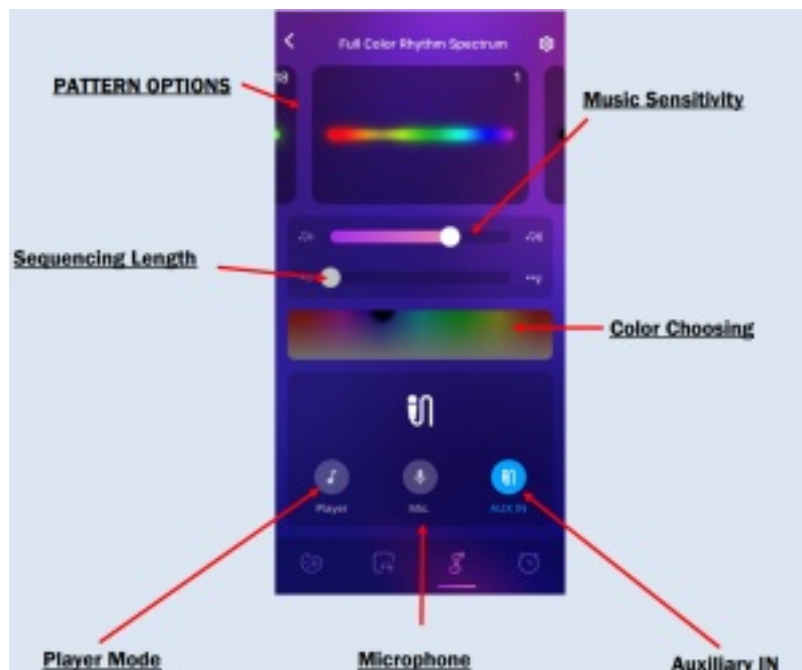 Full Color Rhythm Spectrum
18
1
PATTERN OPTIONS
Music Sensitivity
Sequencing Length
Color Choosing
Player
Mic.
AUX IN
Player Mode
Microphone
Auxiliary IN